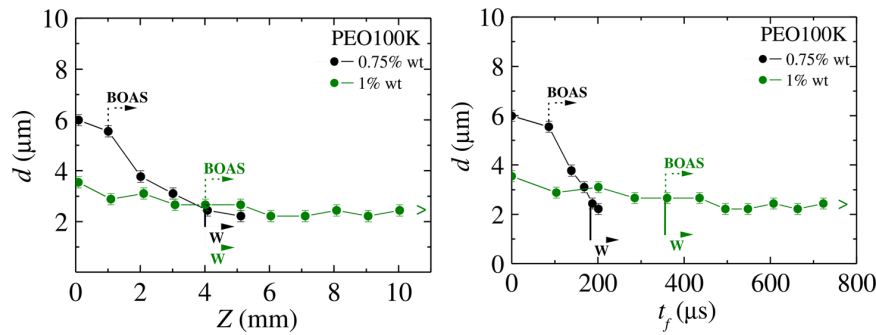 10
8
6
4
2
0
d (μm)
PEO100K
0.75% wt
1% wt
BOAS
BOAS
W
W
0 2 4 6 8 10
Z (mm)
10
8
6
4
2
0
d (μm)
PEO100K
0.75% wt
1% wt
BOAS
BOAS
W
W
0 200 400 600 800
t_f (μs)